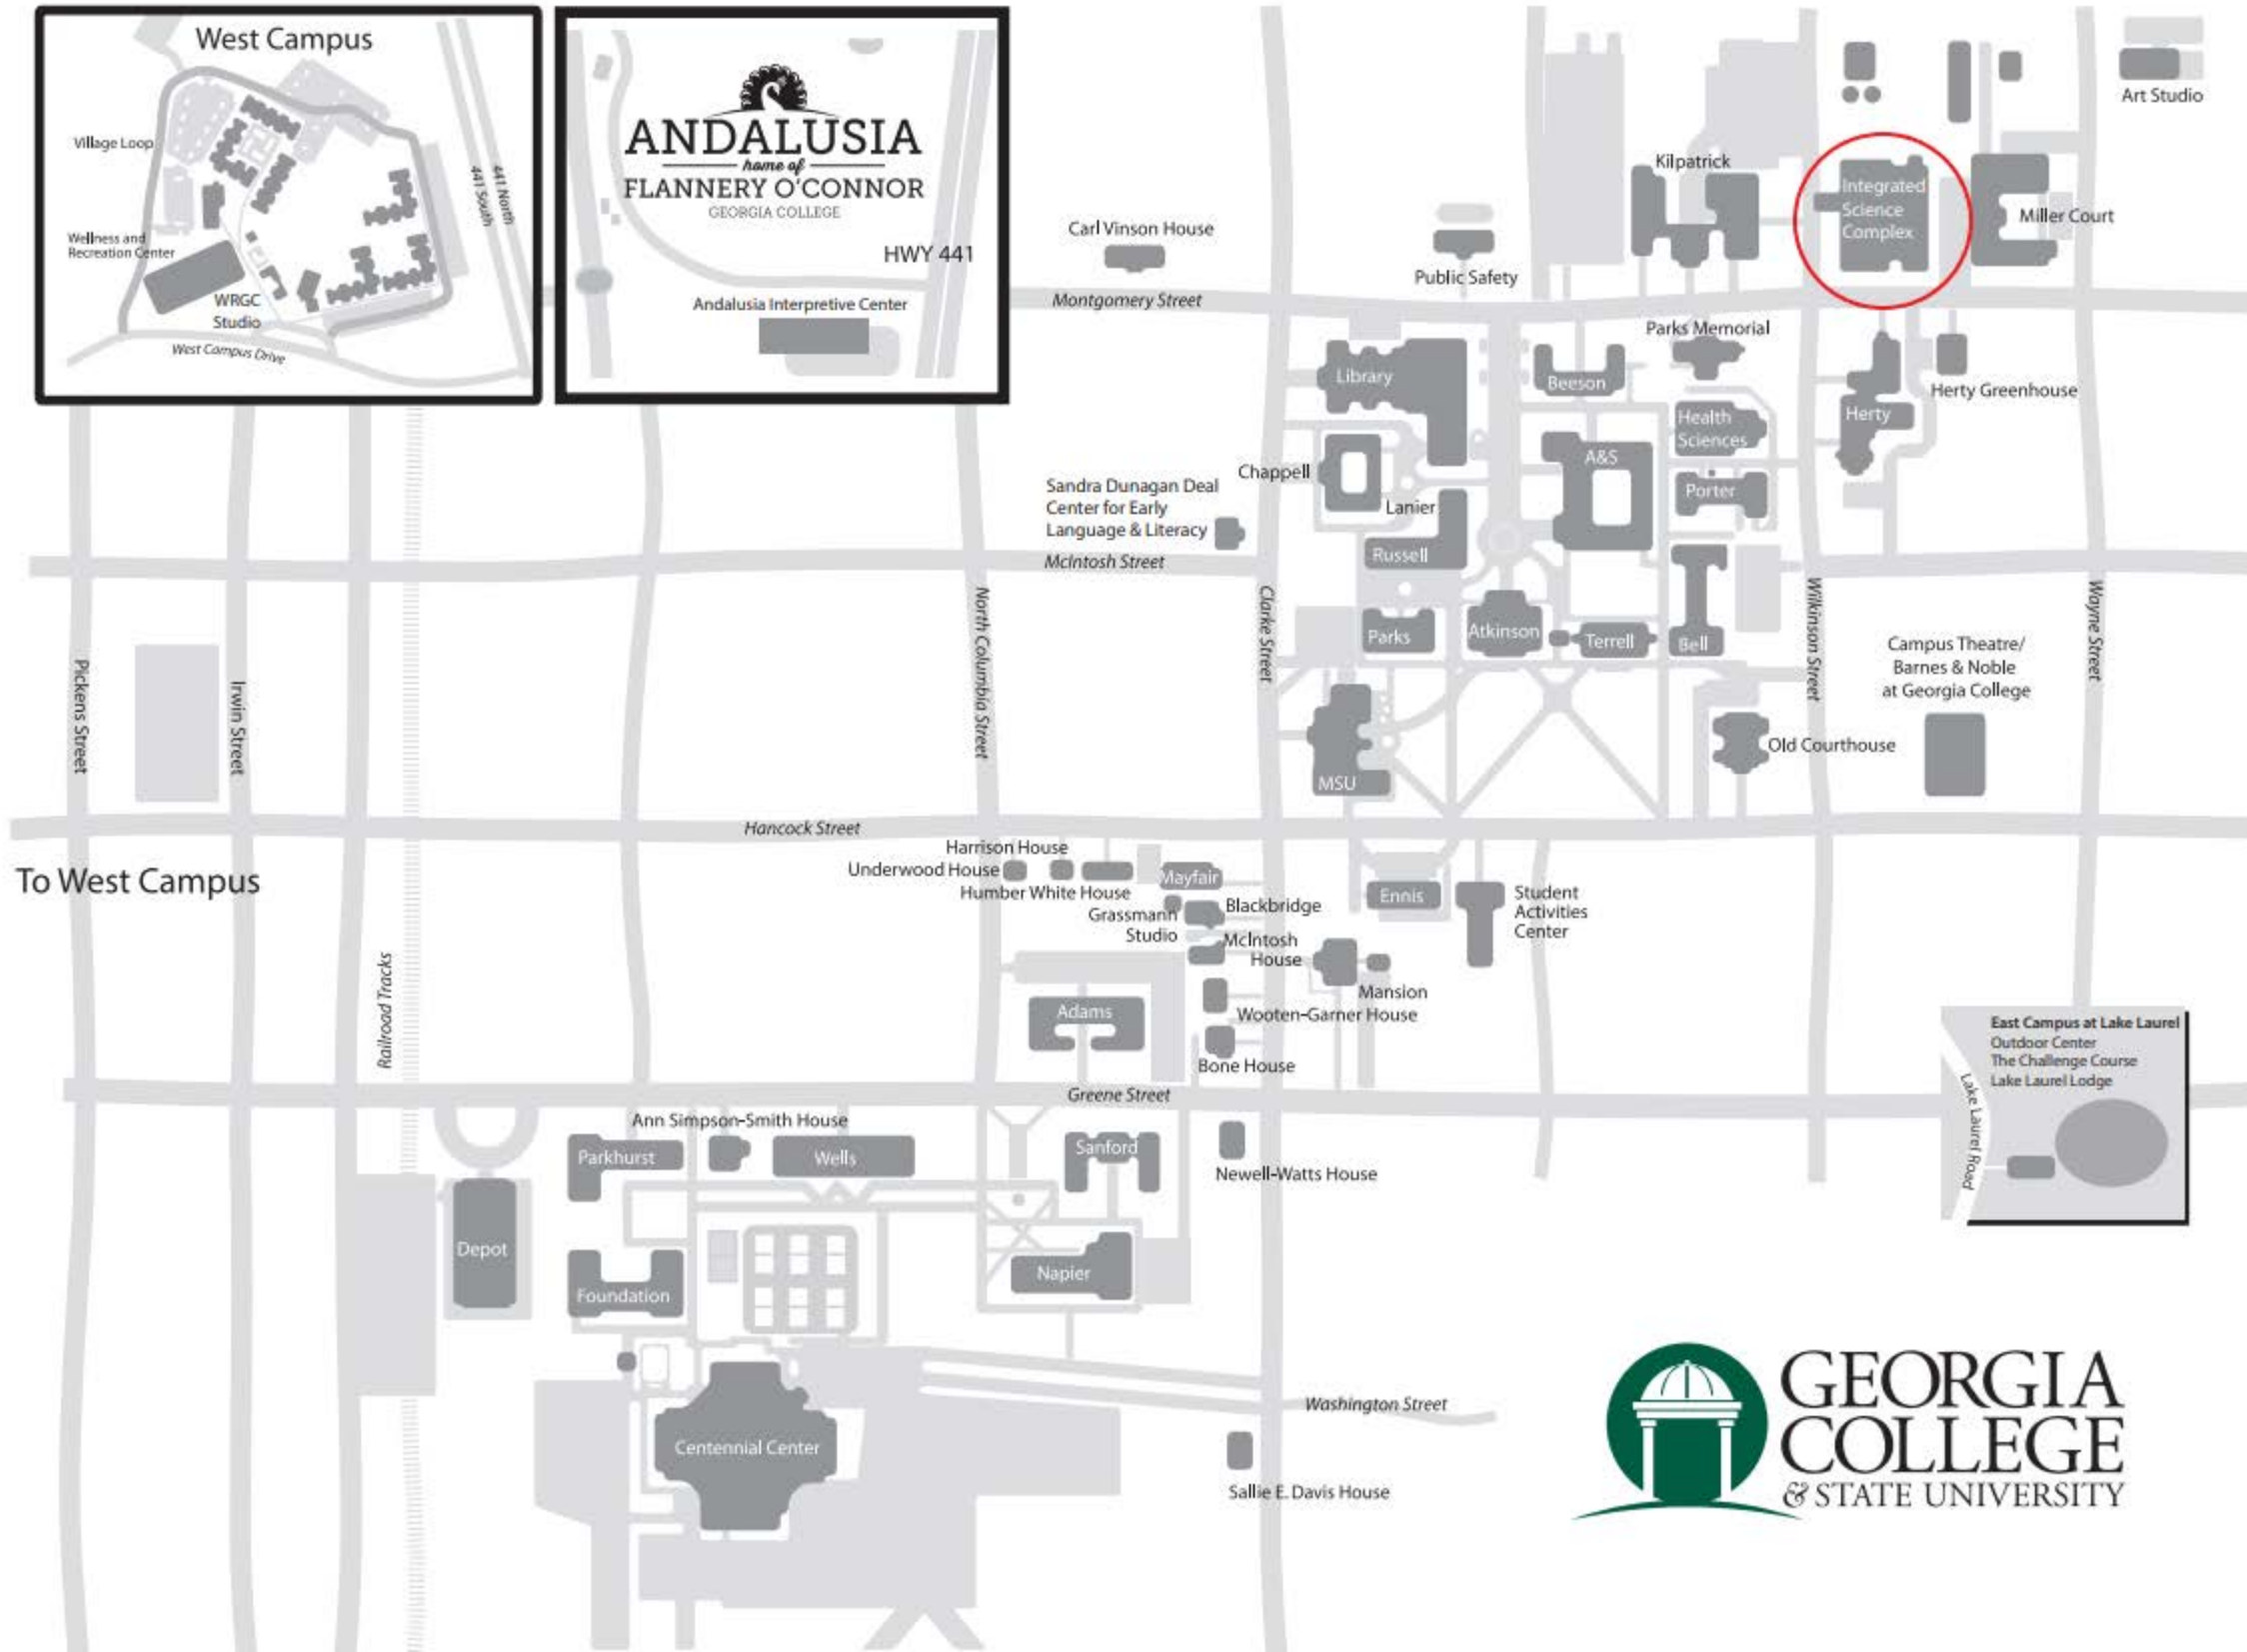 West Campus
Village Loop
441 North
441 South
Wellness and
Recreation Center
WRGC
Studio
West Campus Drive
ANDALUSIA
home of
FLANNERY O'CONNOR
GEORGIA COLLEGE
HWY 441
Andalusia Interpretive Center
Art Studio
Kilpatrick
Integrated
Science
Complex
Miller Court
Carl Vinson House
Public Safety
Montgomery Street
Parks Memorial
Library
Beeson
Herty Greenhouse
Health
Sciences
Herty
A&S
Chappell
Sandra Dunagan Deal
Center for Early
Language & Literacy
Lanier
Porter
Russell
McIntosh Street
North Columbia Street
Clarke Street
Wilkinson Street
Wayne Street
Parks
Atkinson
Terrell
Bell
Campus Theatre/
Barnes & Noble
at Georgia College
Pickens Street
Irwin Street
Old Courthouse
MSU
Hancock Street
To West Campus
Harrison House
Underwood House
Humber White House
Mayfair
Grassmann
Studio
Blackbridge
McIntosh
House
Ennis
Student
Activities
Center
Railroad Tracks
Mansion
Adams
Wooten-Garner House
Bone House
Greene Street
East Campus at Lake Laurel
Outdoor Center
The Challenge Course
Lake Laurel Lodge
Lake Laurel Road
Ann Simpson-Smith House
Parkhurst
Wells
Sanford
Newell-Watts House
Depot
Foundation
Napier
Washington Street
Centennial Center
Sallie E. Davis House
GEORGIA
COLLEGE
& STATE UNIVERSITY